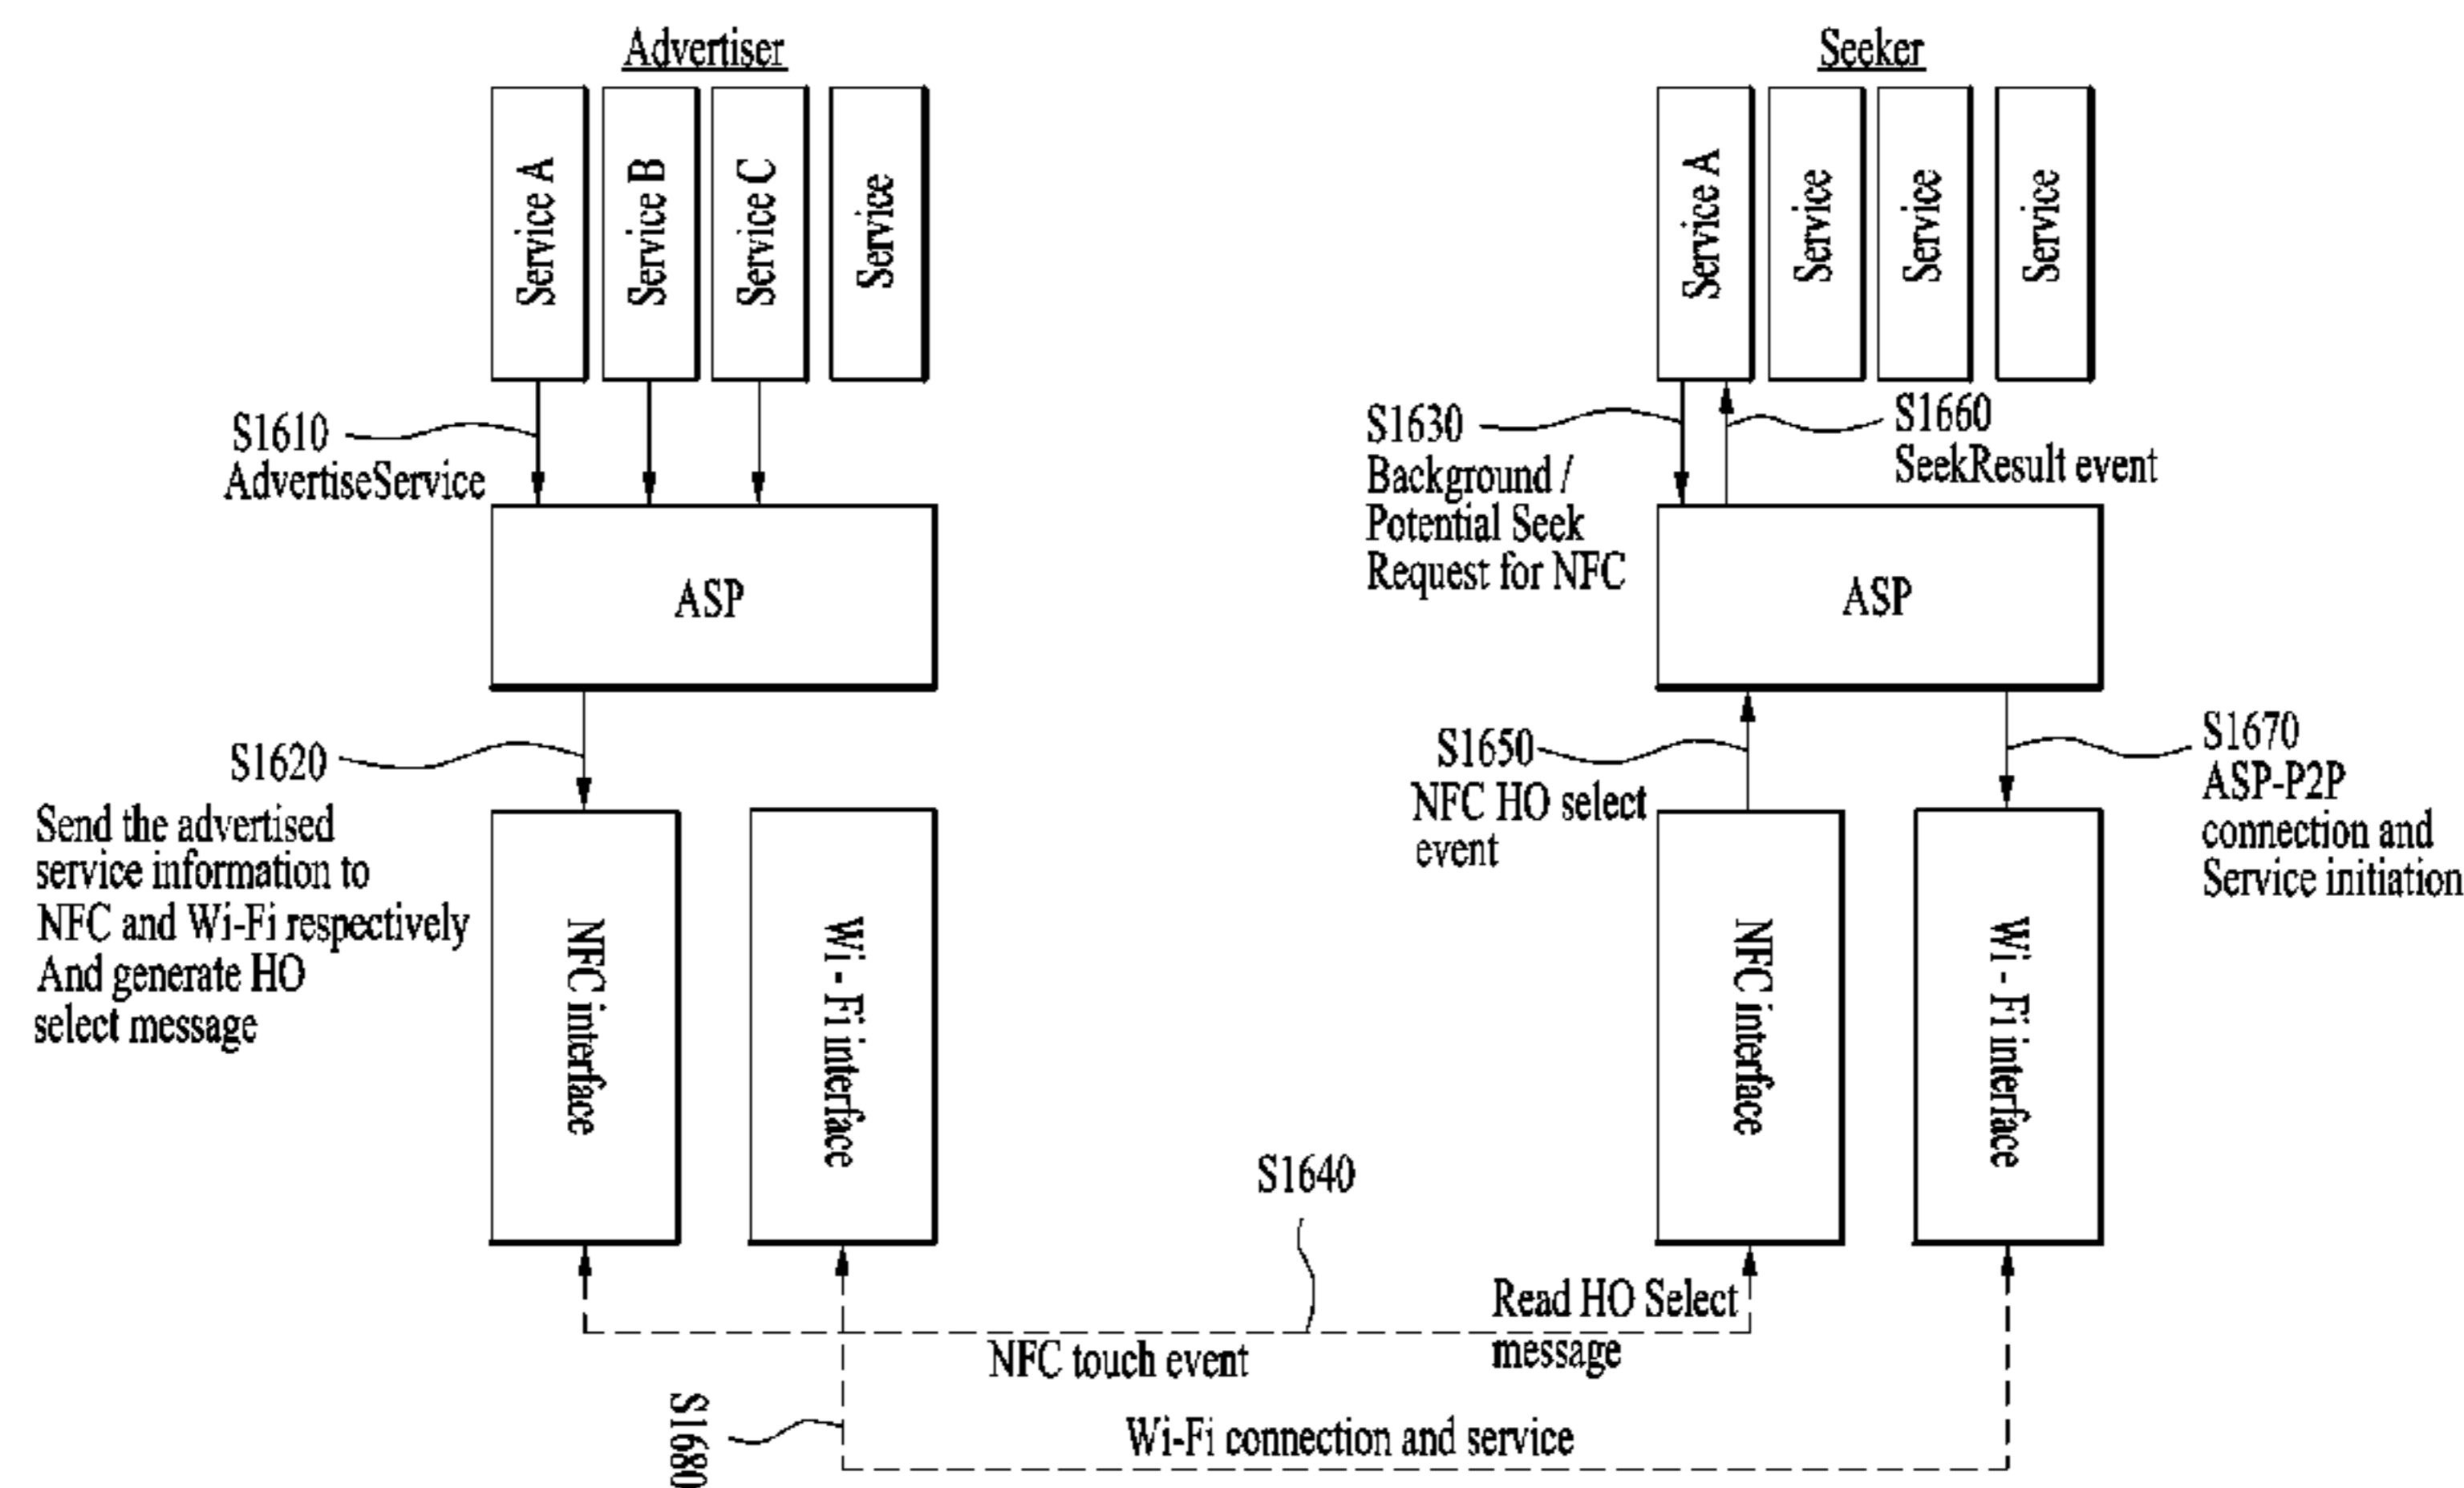 Advertiser
Seeker
Service A
Service B
Service C
Service
Service A
Service
Service
Service
S1610
AdvertiseService
S1630
Background /
Potential Seek
Request for NFC
S1660
SeekResult event
ASP
ASP
S1620
Send the advertised
service information to
NFC and Wi-Fi respectively
And generate HO
select message
S1650
NFC HO select
event
S1670
ASP-P2P
connection and
Service initiation
NFC interface
Wi - Fi interface
NFC interface
Wi - Fi interface
S1640
Read HO Select
message
NFC touch event
S1680
Wi-Fi connection and service